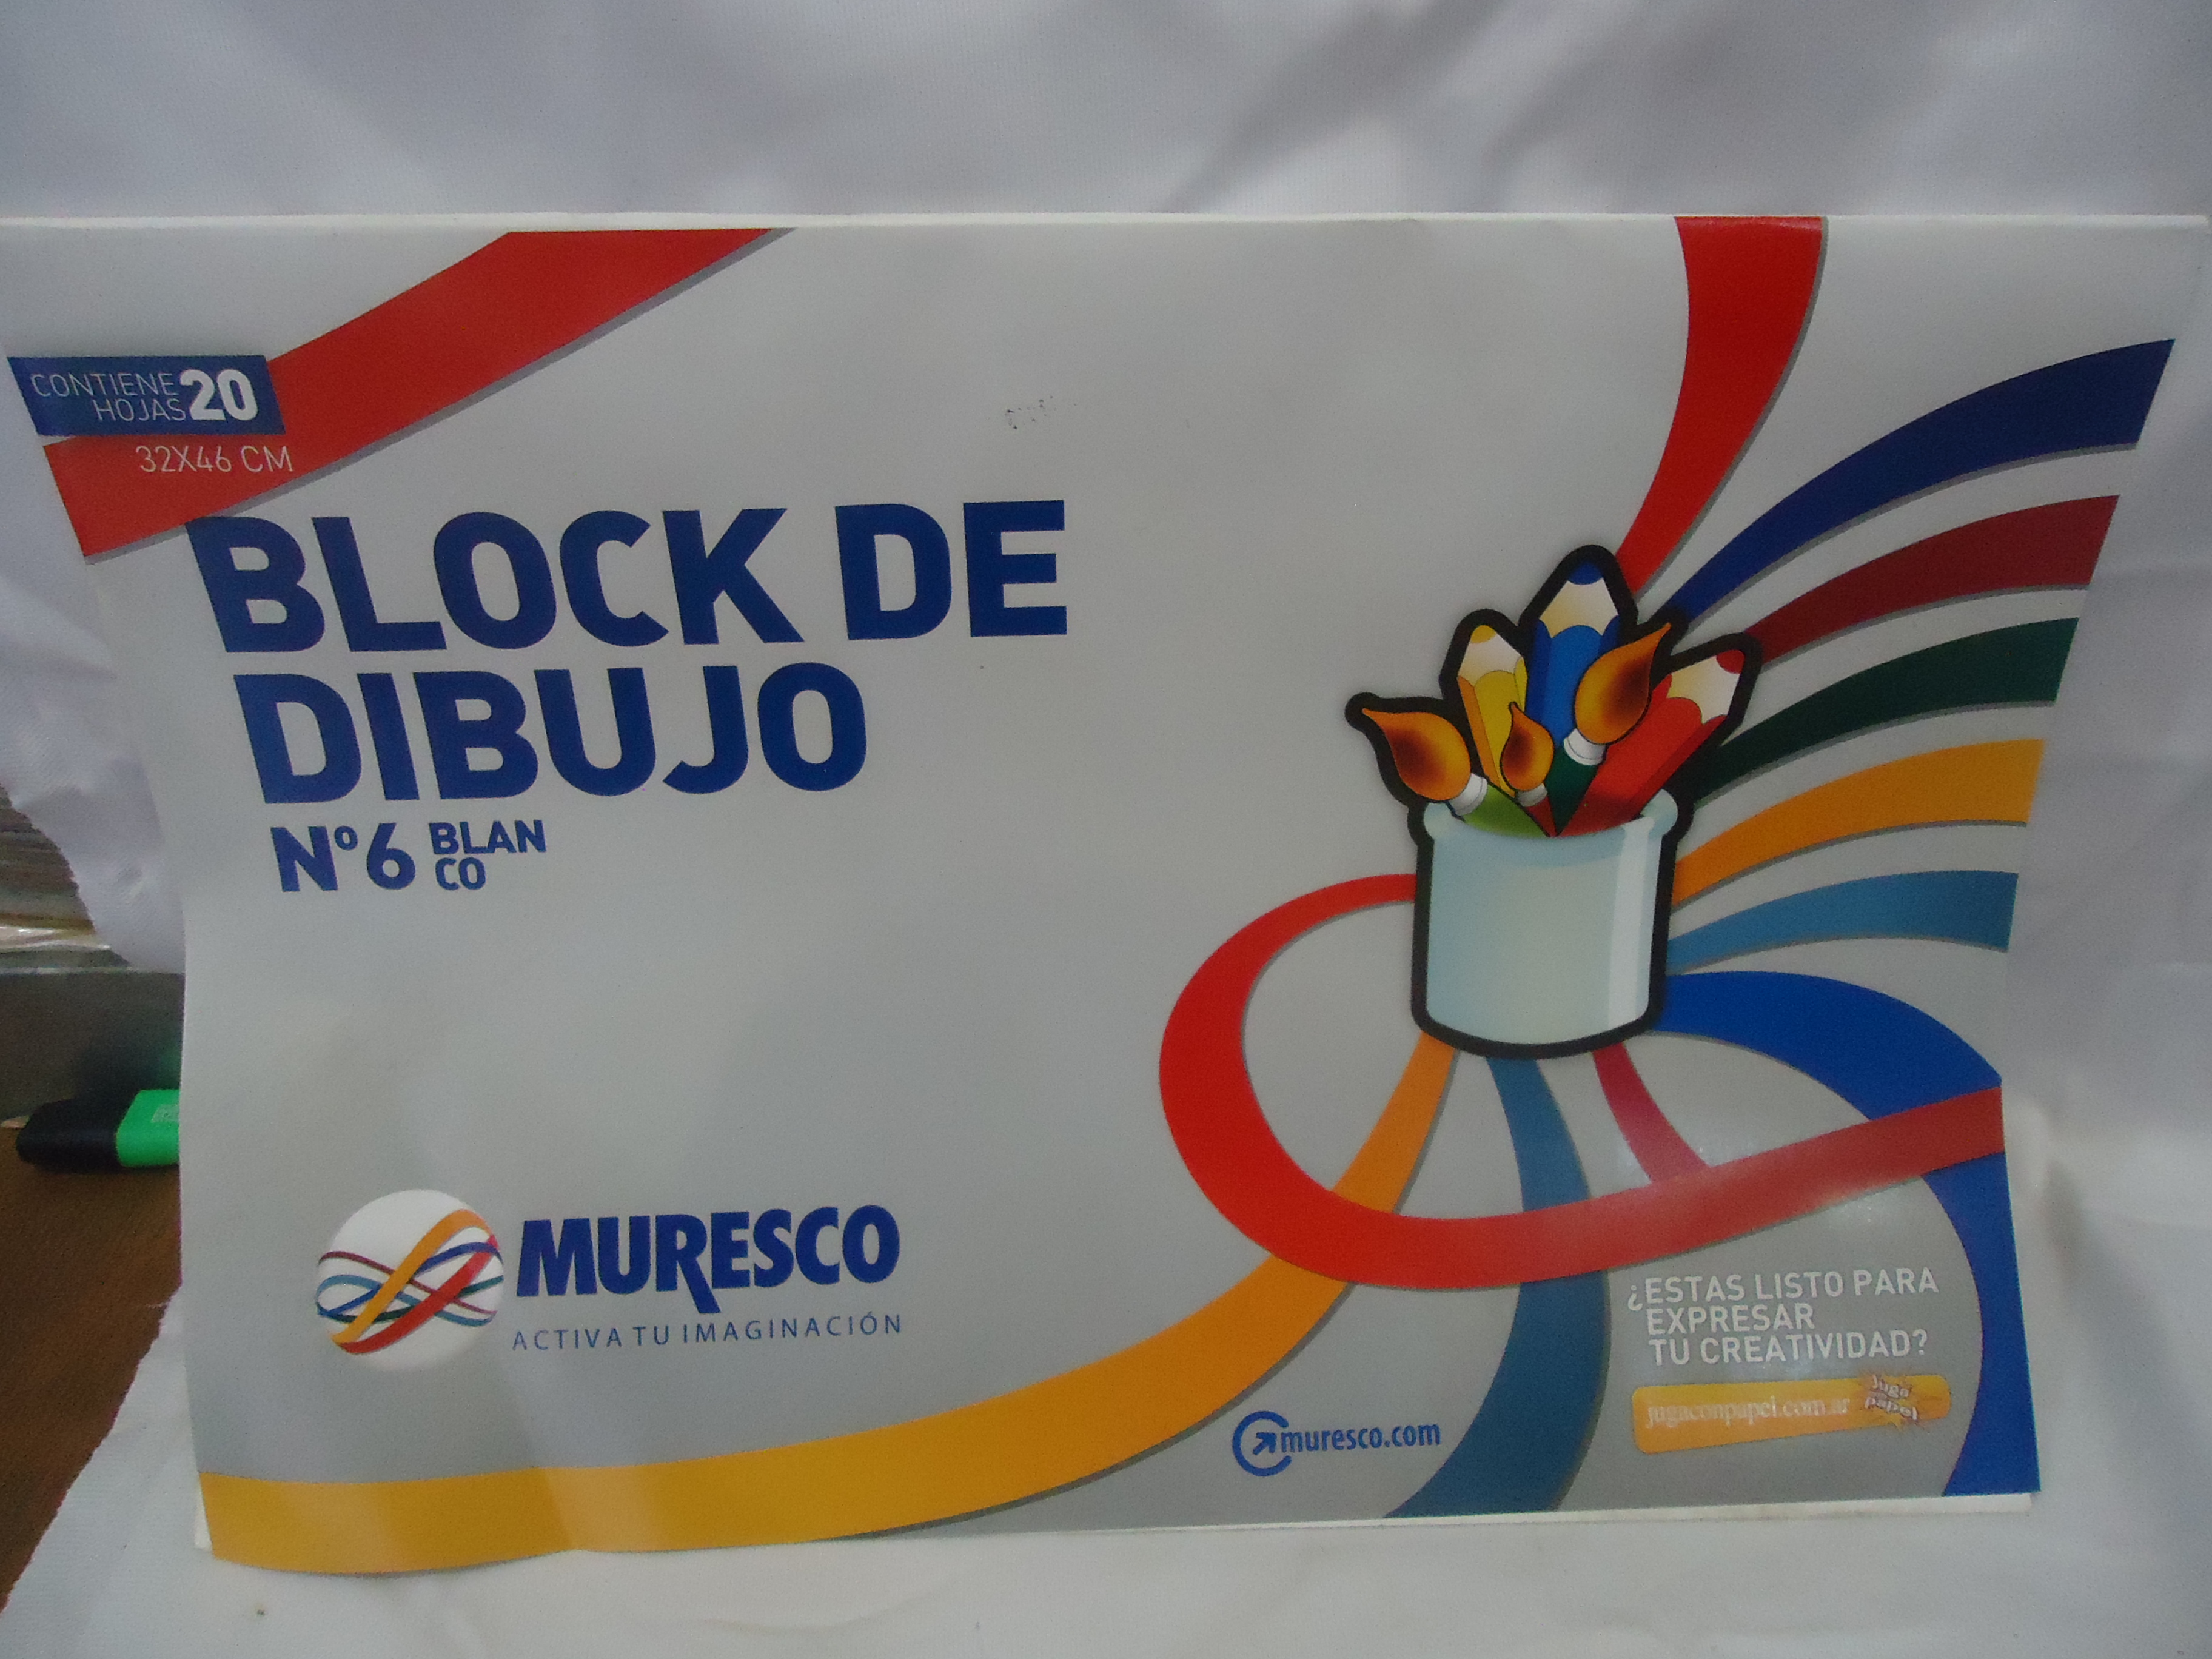 CONTIENE 20
HOJAS
32X46 CM
BLOCK DE
DIBUJO
Nº6 BLAN
CO
MURESCO
ACTIVA TU IMAGINACIÓN
muresco.com
¿ESTAS LISTO PARA
EXPRESAR
TU CREATIVIDAD?
jugaconpapel.com.ar
Juga
papel